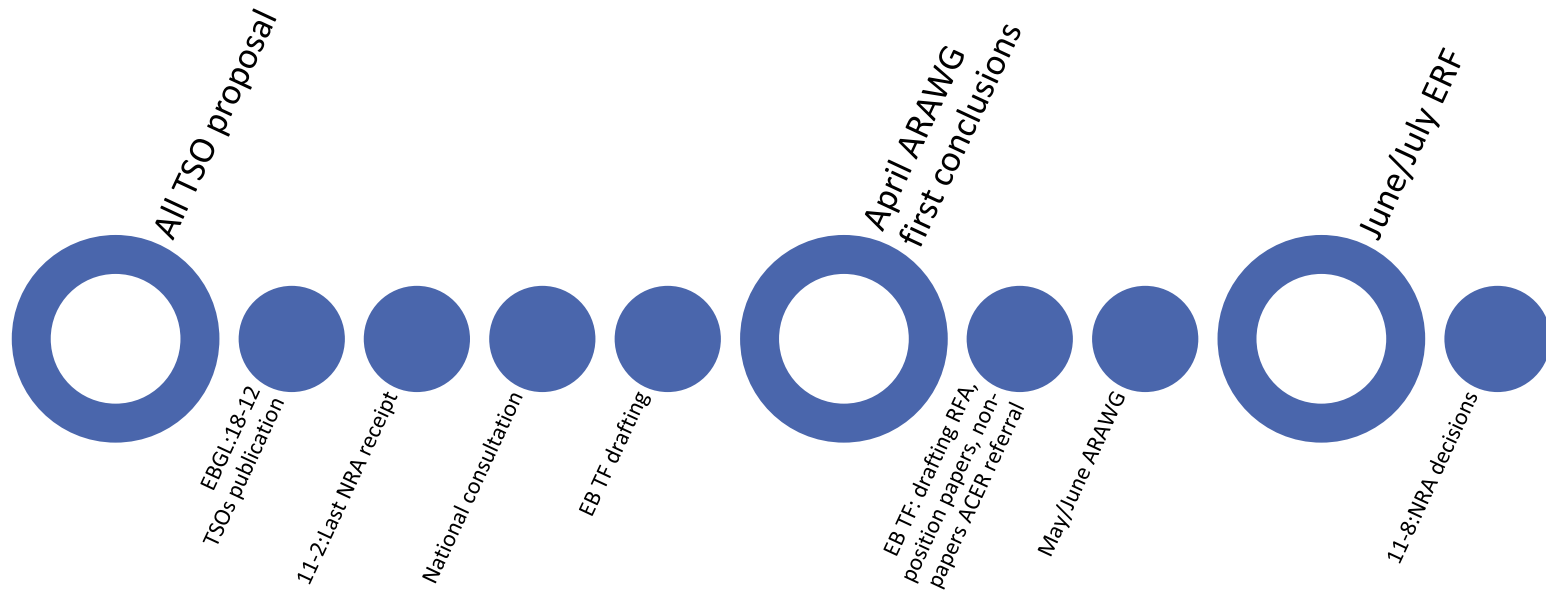 All TSO proposal
EBGL:18-12
TSOs publication
11-2:Last NRA receipt
National consultation
EB TF drafting
April ARAWG
first conclusions
EB TF: drafting RFA,
position papers, non-
papers ACER referral
May/June ARAWG
June/July ERF
11-8:NRA decisions